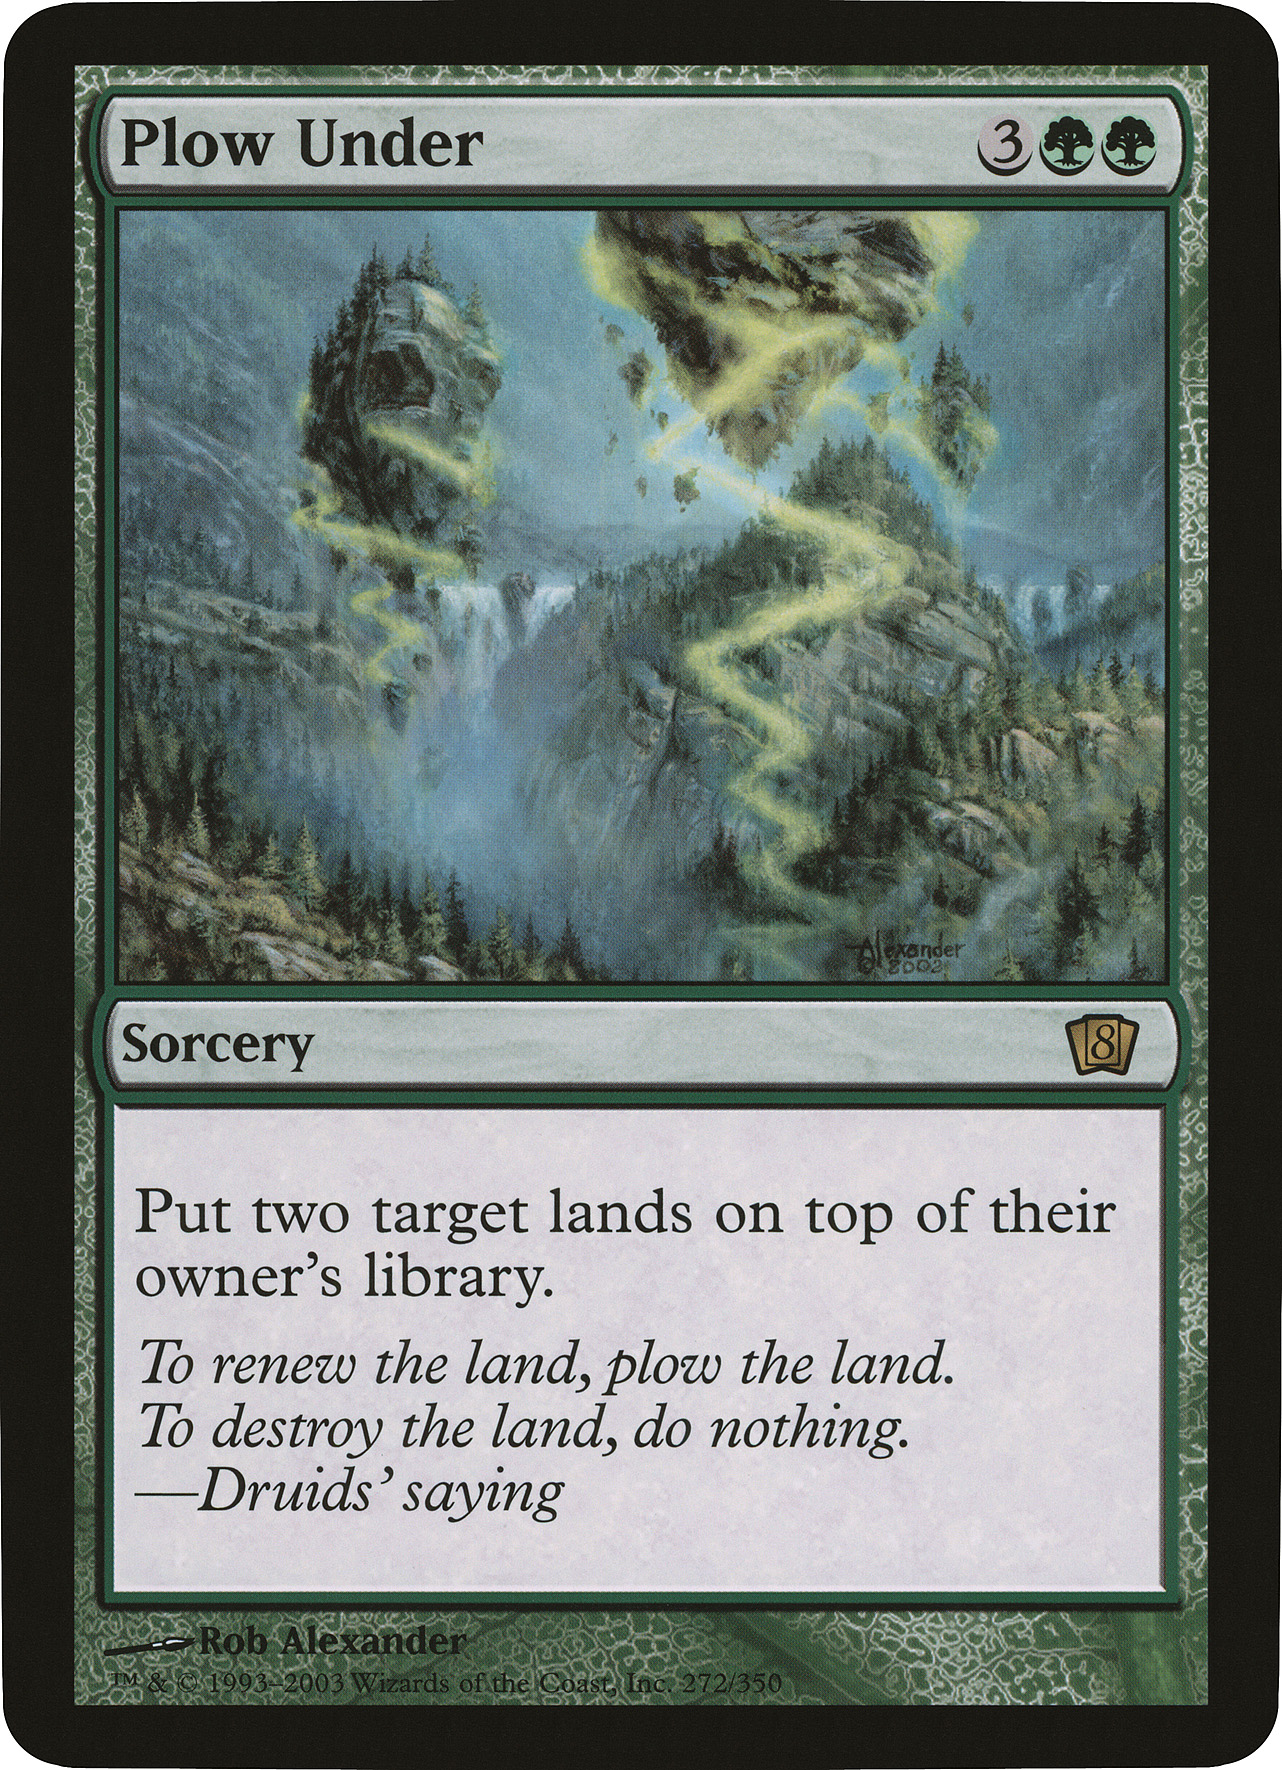 Plow Under
3
Alexander
© 2002
Sorcery
8
Put two target lands on top of their
owner's library.
To renew the land, plow the land.
To destroy the land, do nothing.
—Druids' saying
Rob Alexander
™ & © 1993–2003 Wizards of the Coast, Inc. 272/350